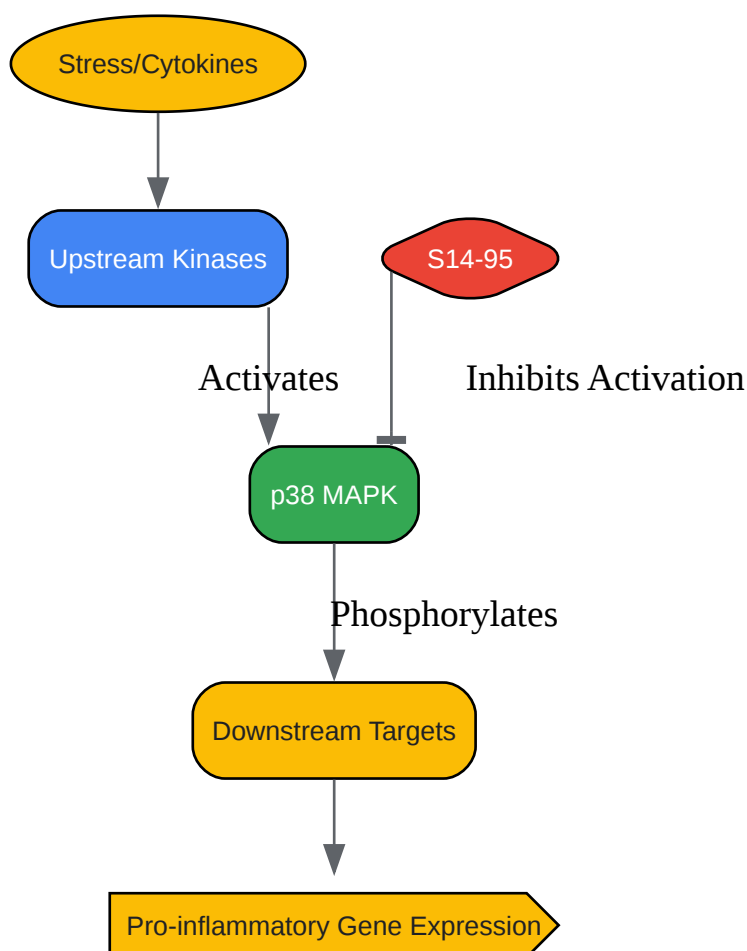 Stress/Cytokines
Upstream Kinases
S14-95
Activates
Inhibits Activation
p38 MAPK
Phosphorylates
Downstream Targets
Pro-inflammatory Gene Expression